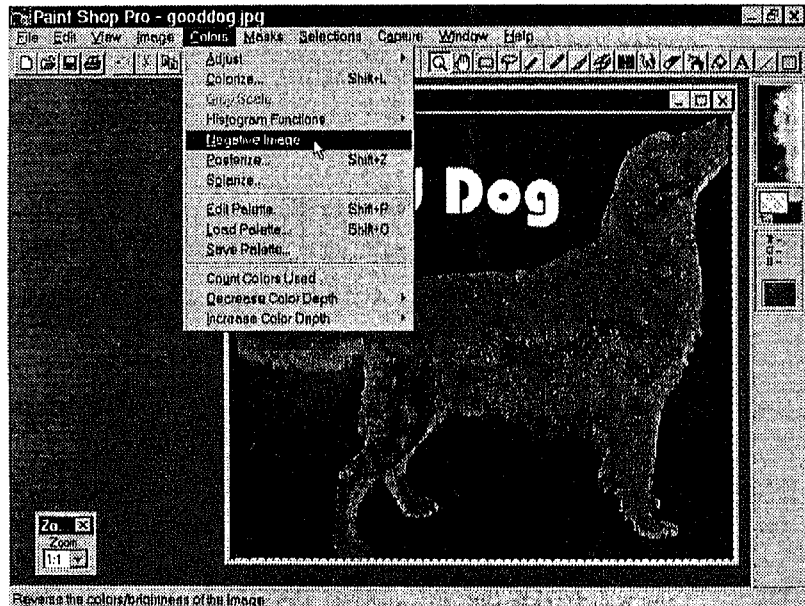 Paint Shop Pro - gooddog.jpg
File Edit View Image Colors Masks Selections Capture Window Help
Adjust
Colorize... Shift+L
Grey Scale
Histogram Functions
Negative Image
Posterize... Shift+Z
Solarize...
Edit Palette Shift+P
Load Palette... Shift+O
Save Palette...
Count Colors Used
Decrease Color Depth
Increase Color Depth
Dog
Zo..
Zoom
1:1
Reverse the colors/brightness of the image